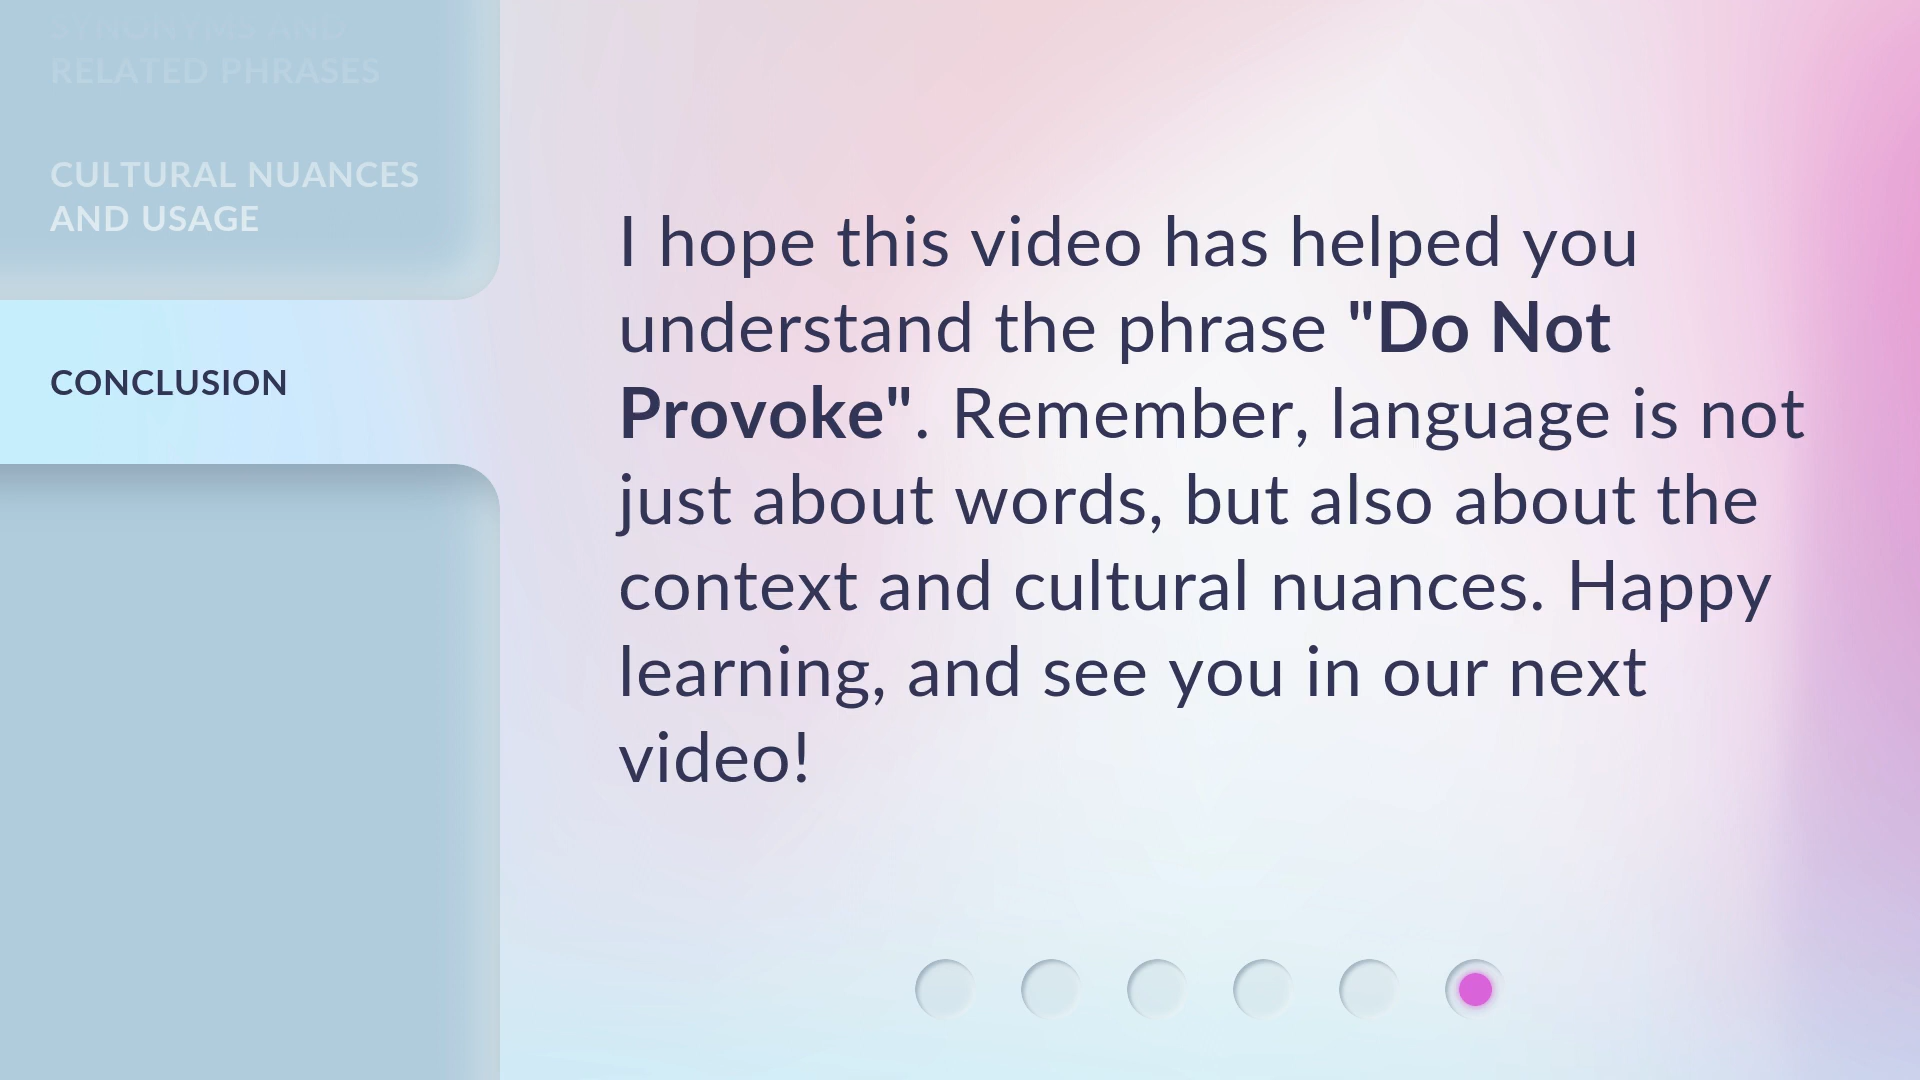 SYNONYMS AND
RELATED PHRASES
CULTURAL NUANCES
AND USAGE
CONCLUSION
I hope this video has helped you
understand the phrase "Do Not
Provoke". Remember, language is not
just about words, but also about the
context and cultural nuances. Happy
learning, and see you in our next
video!